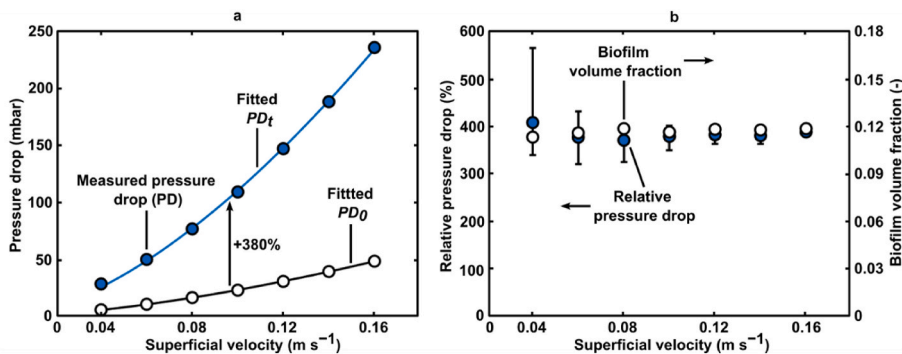 a
Pressure drop (mbar)
250
200
150
100
50
0
0 0.04 0.08 0.12 0.16
Superficial velocity (m s⁻¹)
Fitted
PDt
Measured pressure
drop (PD)
+380%
Fittted
PD0
b
Relative pressure drop (%)
600
500
400
300
200
100
0
0 0.04 0.08 0.12 0.16
Superficial velocity (m s⁻¹)
Biofilm
volume fraction
Relative
pressure drop
0.18
0.15
0.12
0.09
0.06
0.03
0
Biofilm volume fraction (-)